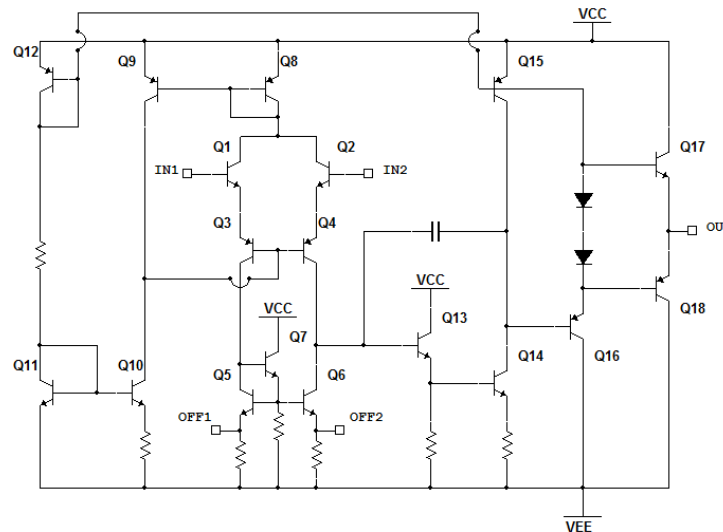 VCC
Q12
Q9
Q8
Q15
Q1
Q2
Q17
IN1
IN2
Q3
Q4
OU
VCC
VCC
Q13
Q18
Q7
Q11
Q10
Q5
Q6
Q14
Q16
OFF1
OFF2
VEE